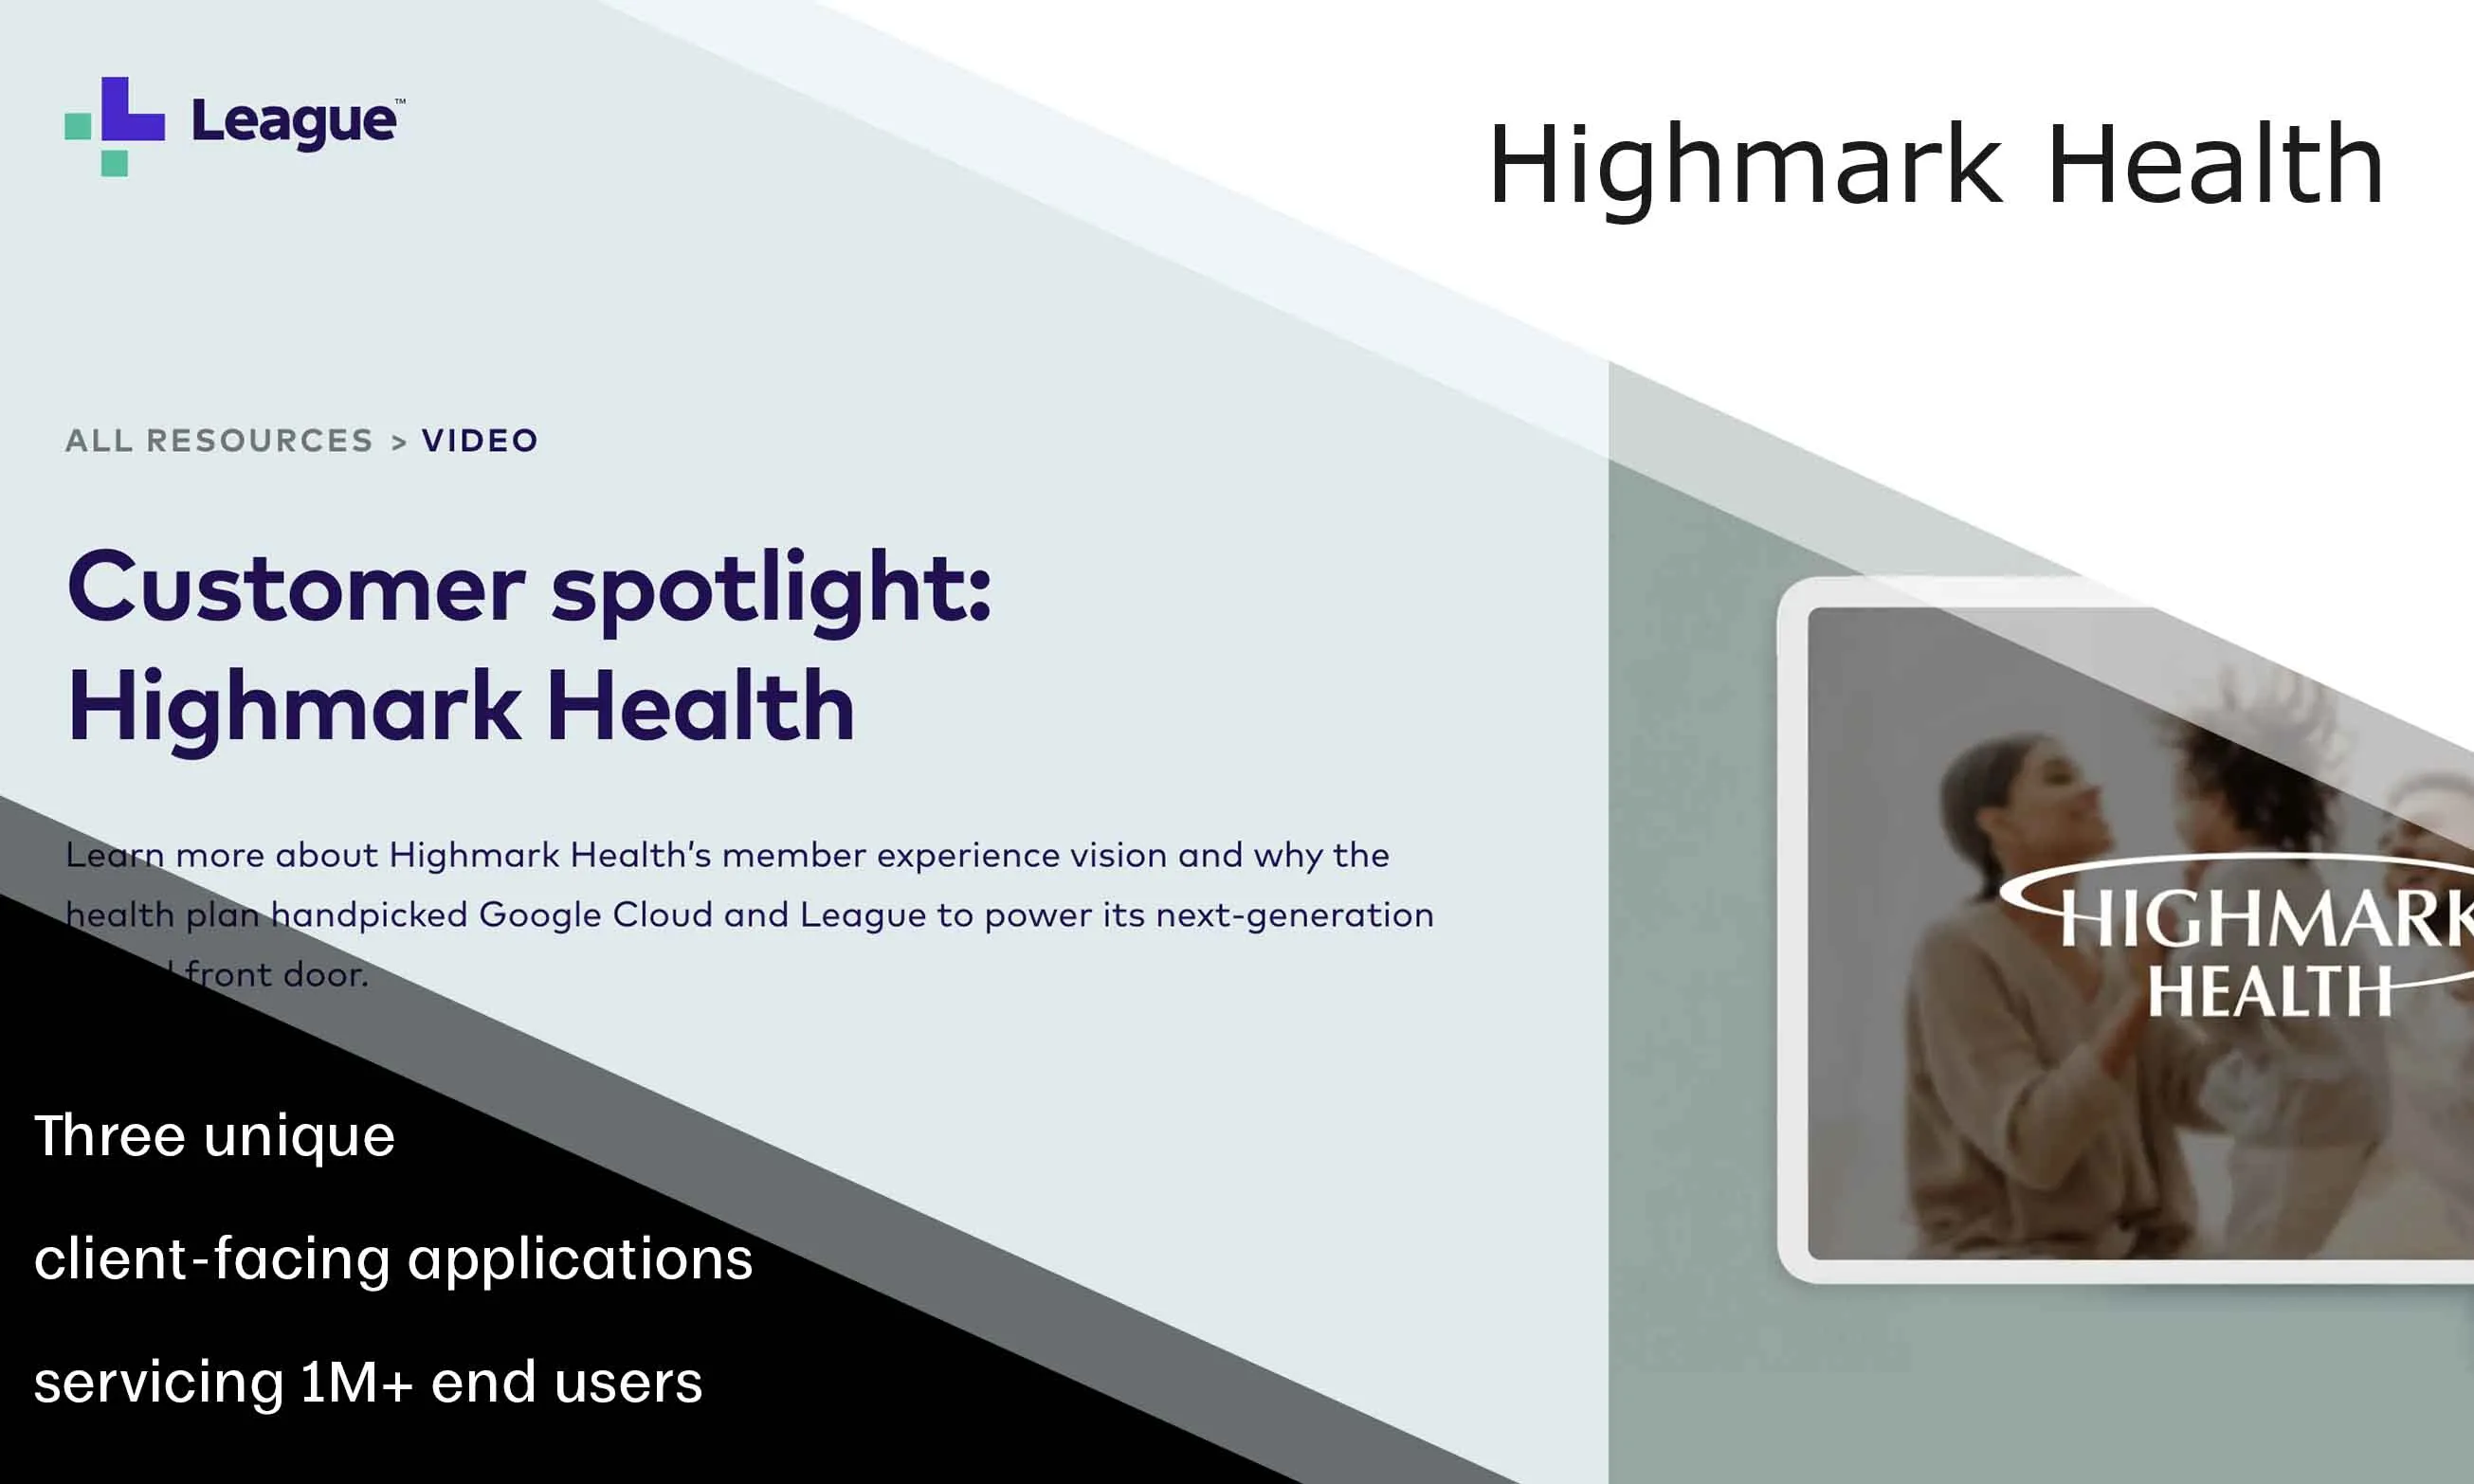 League™
Highmark Health
ALL RESOURCES > VIDEO
Customer spotlight:
Highmark Health
Learn more about Highmark Health’s member experience vision and why the
health plan handpicked Google Cloud and League to power its next-generation
front door.
HIGHMARK
HEALTH
Three unique
client-facing applications
servicing 1M+ end users